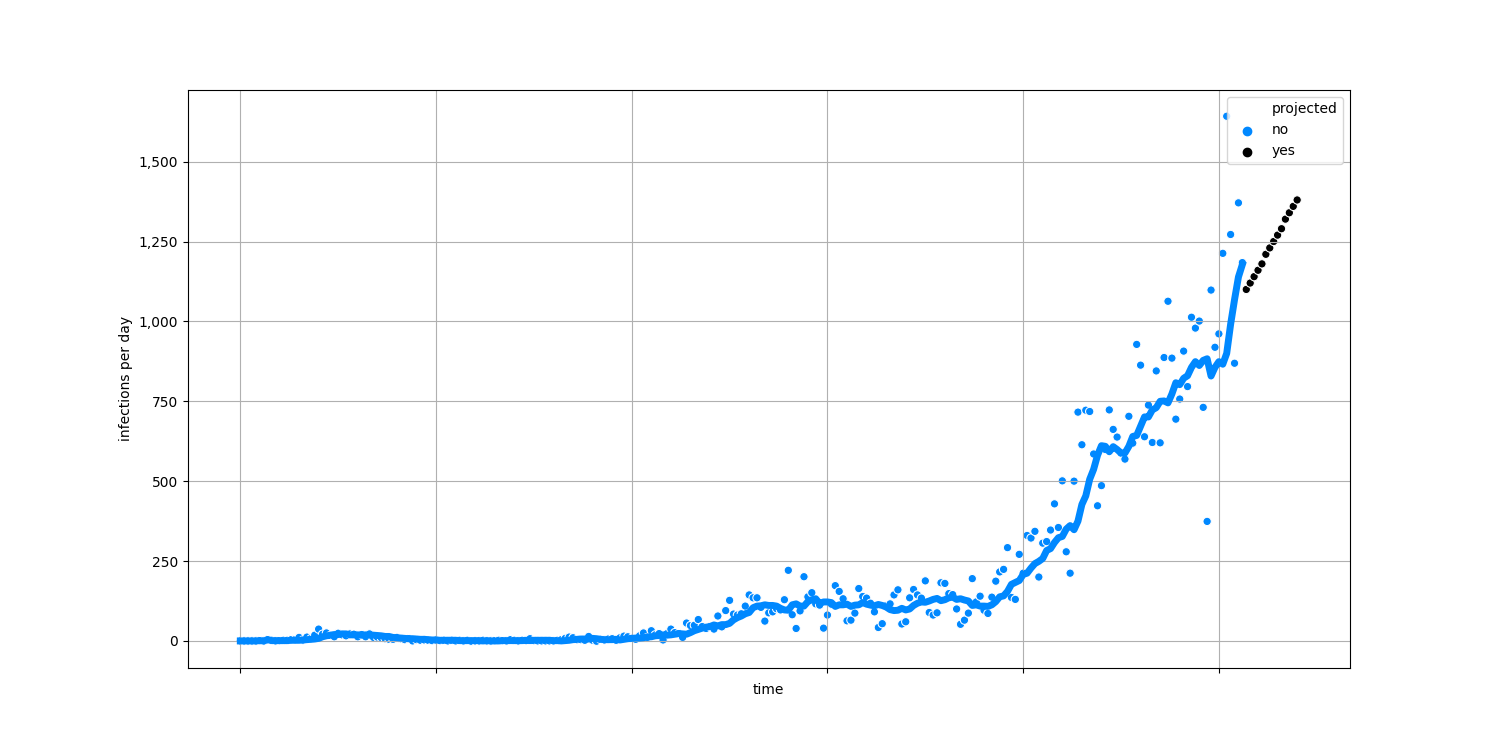 projected
no
yes
1,500
1,250
1,000
750
500
250
0
infections per day
time